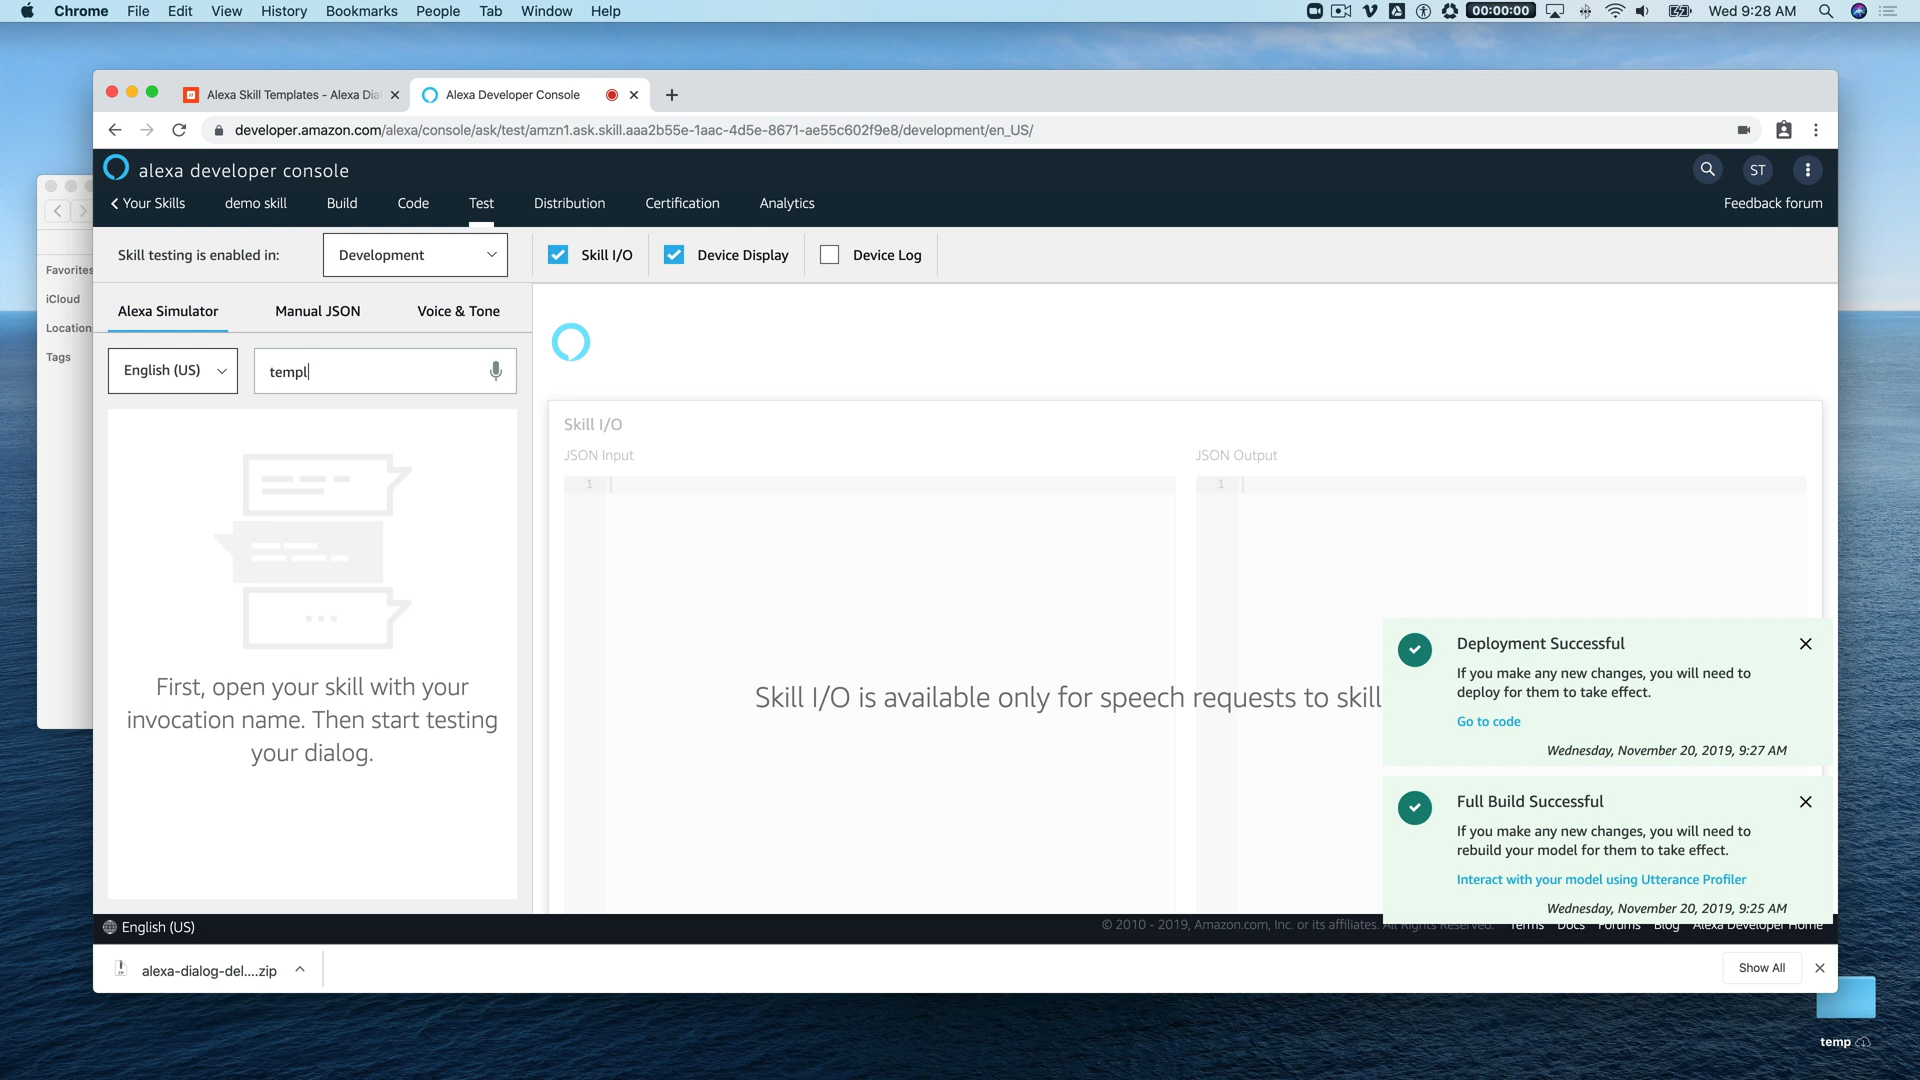 Chrome File Edit View History Bookmarks People Tab Window Help 00:00:00 Wed 9:28 AM
Alexa Skill Templates - Alexa Dia Alexa Developer Console
developer.amazon.com/alexa/console/ask/test/amzn1.ask.skill.aaa2b55e-1aac-4d5e-8671-ae55c602f9e8/development/en_US/
alexa developer console ST
Your Skills demo skill Build Code Test Distribution Certification Analytics Feedback forum
Skill testing is enabled in: Development Skill I/O Device Display Device Log
Favorites
iCloud
Location
Tags
Alexa Simulator Manual JSON Voice & Tone
English (US) templ
First, open your skill with your
invocation name. Then start testing
your dialog.
Skill I/O
JSON Input JSON Output
1 1
Skill I/O is available only for speech requests to skill
Deployment Successful
If you make any new changes, you will need to
deploy for them to take effect.
Go to code
Wednesday, November 20, 2019, 9:27 AM
Full Build Successful
If you make any new changes, you will need to
rebuild your model for them to take effect.
Interact with your model using Utterance Profiler
Wednesday, November 20, 2019, 9:25 AM
English (US) © 2010 - 2019, Amazon.com, Inc. or its affiliates. All Rights Reserved. Terms Docs Forums Blog Alexa Developer Home
alexa-dialog-del....zip Show All
temp